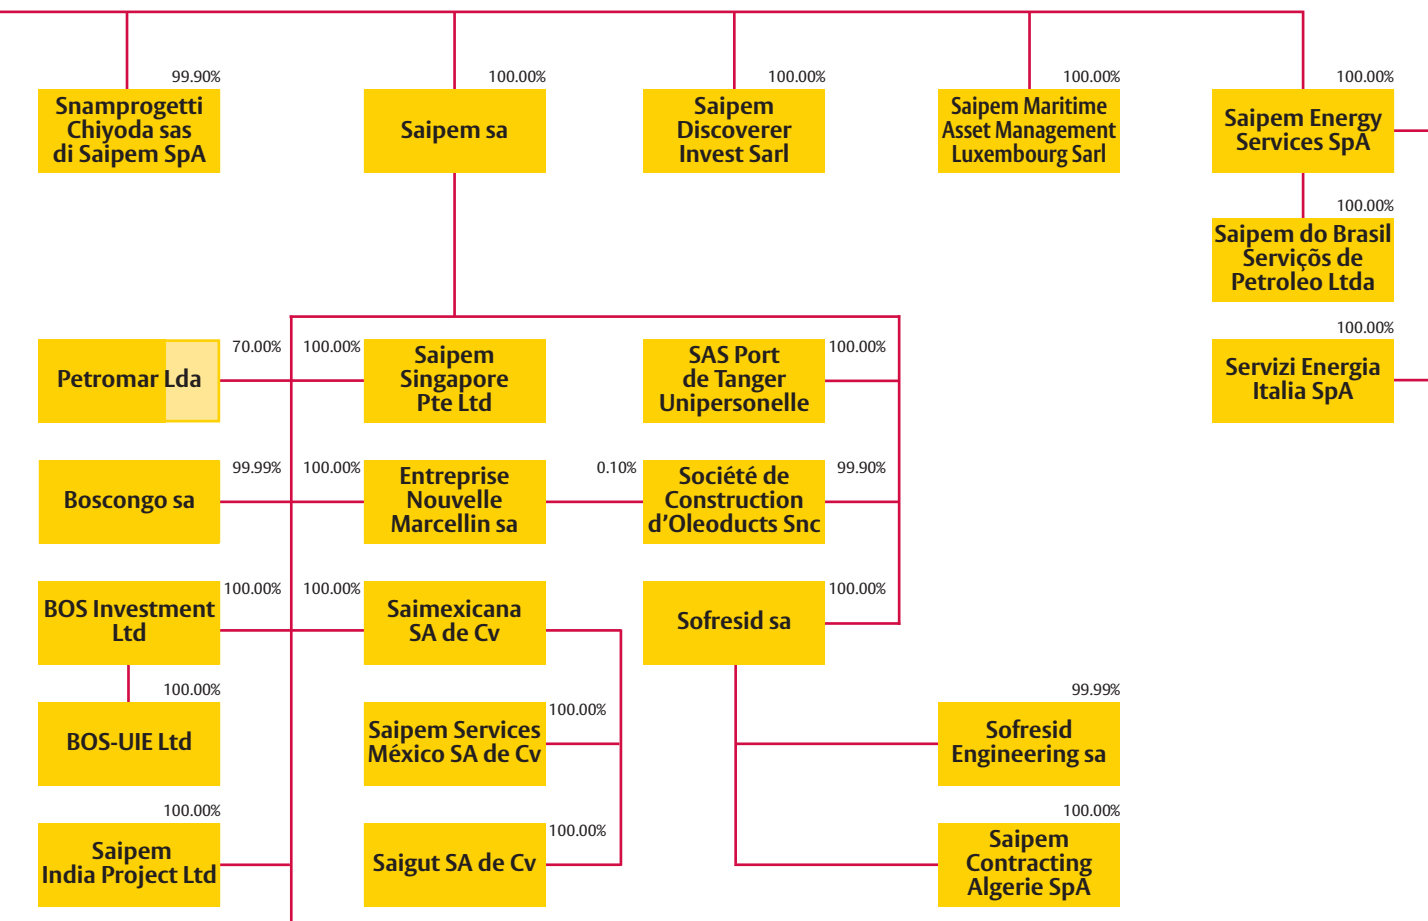 99.90%
Snamprogetti
Chiyoda sas
di Saipem SpA
100.00%
Saipem sa
100.00%
Saipem
Discoverer
Invest Sarl
100.00%
Saipem Maritime
Asset Management
Luxembourg Sarl
100.00%
Saipem Energy
Services SpA
100.00%
Saipem do Brasil
Serviçõs de
Petroleo Ltda
70.00%
Petromar Lda
100.00%
Saipem
Singapore
Pte Ltd
100.00%
SAS Port
de Tanger
Unipersonelle
100.00%
Servizi Energia
Italia SpA
99.99%
Boscongo sa
100.00%
Entreprise
Nouvelle
Marcellin sa
0.10%
99.90%
Société de
Construction
d’Oleoducts Snc
100.00%
BOS Investment
Ltd
100.00%
Saimexicana
SA de Cv
100.00%
Sofresid sa
100.00%
BOS-UIE Ltd
100.00%
Saipem Services
México SA de Cv
99.99%
Sofresid
Engineering sa
100.00%
Saipem
India Project Ltd
100.00%
Saigut SA de Cv
100.00%
Saipem
Contracting
Algerie SpA